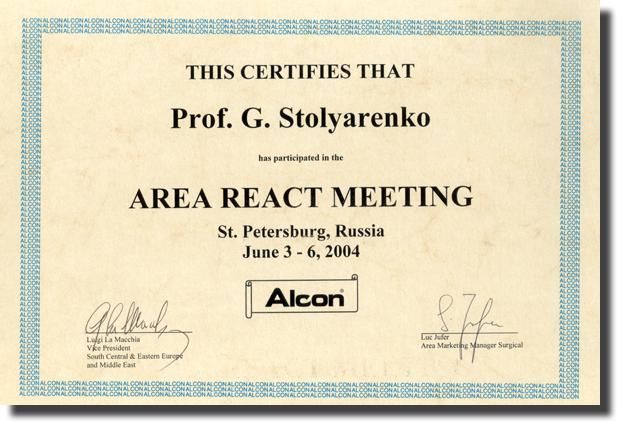 THIS CERTIFIES THAT
Prof. G. Stolyarenko
has participated in the
AREA REACT MEETING
St. Petersburg, Russia
June 3 - 6, 2004
Alcon
Luigi La Macchia
Vice President
South Central & Eastern Europe
and Middle East
Luc Jufer
Area Marketing Manager Surgical